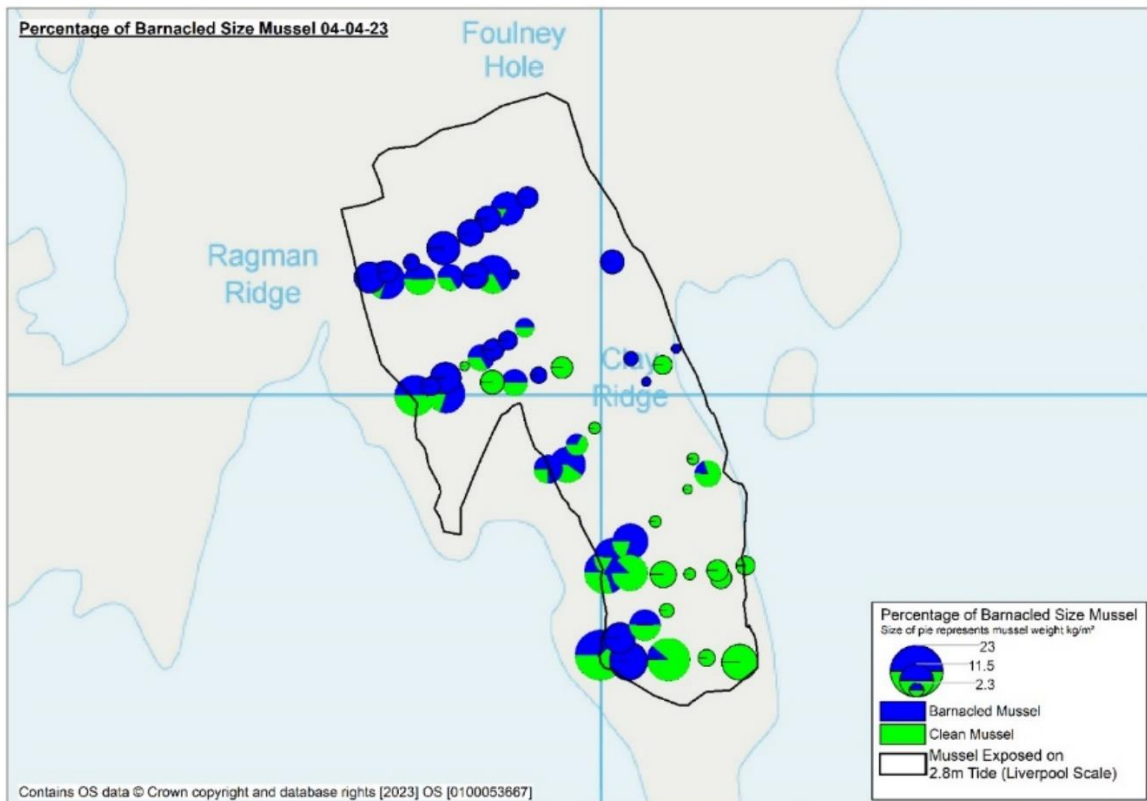 Percentage of Barnacled Size Mussel 04-04-23
Foulney
Hole
Ragman
Ridge
Clay
Ridge
Percentage of Barnacled Size Mussel
Size of pie represents mussel weight kg/m²
23
11.5
2.3
Barnacled Mussel
Clean Mussel
Mussel Exposed on
2.8m Tide (Liverpool Scale)
Contains OS data © Crown copyright and database rights [2023] OS [0100053667]